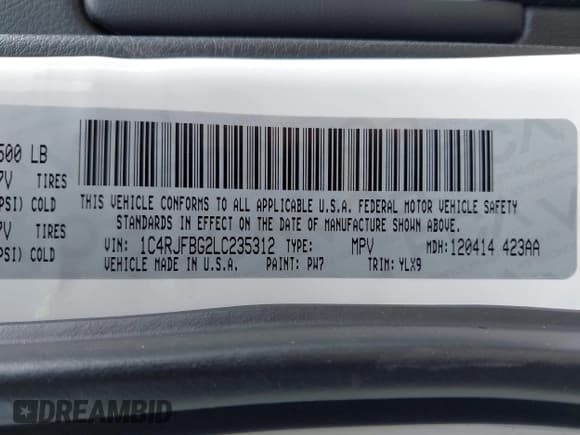 500 LB
7V TIRES
PSI) COLD
7V TIRES
PSI) COLD
THIS VEHICLE CONFORMS TO ALL APPLICABLE U.S.A. FEDERAL MOTOR VEHICLE SAFETY
STANDARDS IN EFFECT ON THE DATE OF MANUFACTURE SHOWN ABOVE.
VIN: 1C4RJFBG2LC235312 TYPE: MPV MDH: 120414 423AA
VEHICLE MADE IN U.S.A. PAINT: PW7 TRIM: YLX9
DREAMBID